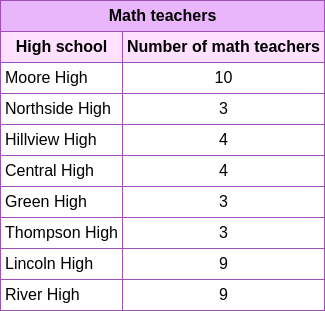 Math teachers
High school Number of math teachers
Moore High 10
Northside High 3
Hillview High 4
Central High 4
Green High 3
Thompson High 3
Lincoln High 9
River High 9